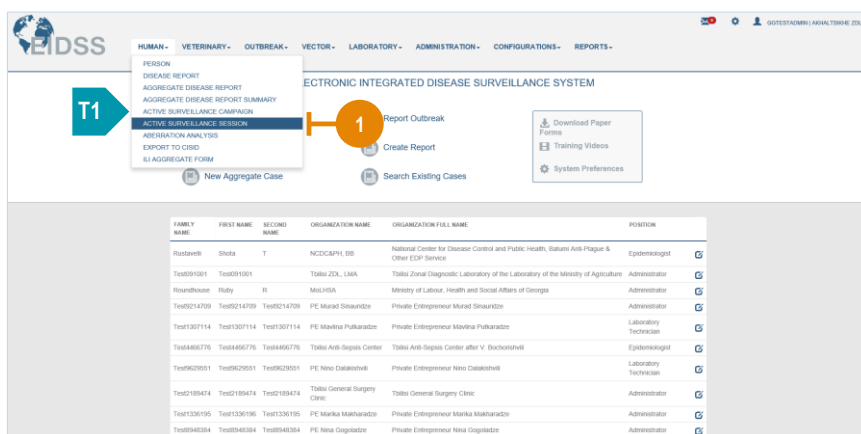 EIDSS
GGTESTADMIN | AKHALTSIKHE ZDL
HUMAN VETERINARY OUTBREAK VECTOR LABORATORY ADMINISTRATION CONFIGURATIONS REPORTS
PERSON
DISEASE REPORT
AGGREGATE DISEASE REPORT
AGGREGATE DISEASE REPORT SUMMARY
ACTIVE SURVEILLANCE CAMPAIGN
ACTIVE SURVEILLANCE SESSION
ABERRATION ANALYSIS
EXPORT TO CISID
ILI AGGREGATE FORM
T1
1
ECTRONIC INTEGRATED DISEASE SURVEILLANCE SYSTEM
Report Outbreak
Create Report
New Aggregate Case
Search Existing Cases
Download Paper
Forms
Training Videos
System Preferences
FAMILY NAME FIRST NAME SECOND NAME ORGANIZATION NAME ORGANIZATION FULL NAME POSITION
Rustaveli Shota T NCDC&PH, BB National Center for Disease Control and Public Health, Batumi Anti-Plague & Other EDP Service Epidemiologist
Test091001 Test091001 Tbilisi ZDL, LMA Tbilisi Zonal Diagnostic Laboratory of the Laboratory of the Ministry of Agriculture Administrator
Roundhouse Ruby R MoLHSA Ministry of Labour, Health and Social Affairs of Georgia Administrator
Test9214709 Test9214709 Test9214709 PE Murad Sinauridze Private Entrepreneur Murad Sinauridze Administrator
Test1307114 Test1307114 Test1307114 PE Mavlina Putkaradze Private Entrepreneur Mavlina Putkaradze Laboratory Technician
Test4466776 Test4466776 Test4466776 Tbilisi Anti-Sepsis Center Tbilisi Anti-Sepsis Center after V. Bochorishvili Epidemiologist
Test9629551 Test9629551 Test9629551 PE Nino Dalakishvili Private Entrepreneur Nino Dalakishvili Laboratory Technician
Test2189474 Test2189474 Test2189474 Tbilisi General Surgery Clinic Tbilisi General Surgery Clinic Administrator
Test1336195 Test1336196 Test1336195 PE Marika Makharadze Private Entrepreneur Marika Makharadze Administrator
Test8948384 Test8948384 Test8948384 PE Nina Gogoladze Private Entrepreneur Nina Gogoladze Administrator